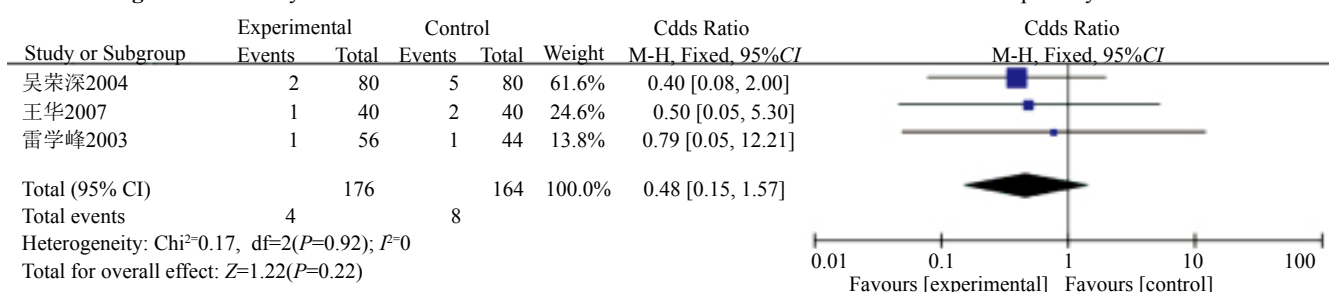 Experimental Control Cdds Ratio Cdds Ratio
Study or Subgroup Events Total Events Total Weight M-H, Fixed, 95%CI M-H, Fixed, 95%CI
吴荣深2004 2 80 5 80 61.6% 0.40 [0.08, 2.00]
王华2007 1 40 2 40 24.6% 0.50 [0.05, 5.30]
雷学峰2003 1 56 1 44 13.8% 0.79 [0.05, 12.21]
Total (95% CI) 176 164 100.0% 0.48 [0.15, 1.57]
Total events 4 8
Heterogeneity: Chi²⁼0.17, df=2(P=0.92); I²⁼0
Total for overall effect: Z=1.22(P=0.22)
0.01 0.1 1 10 100
Favours [experimental] Favours [control]